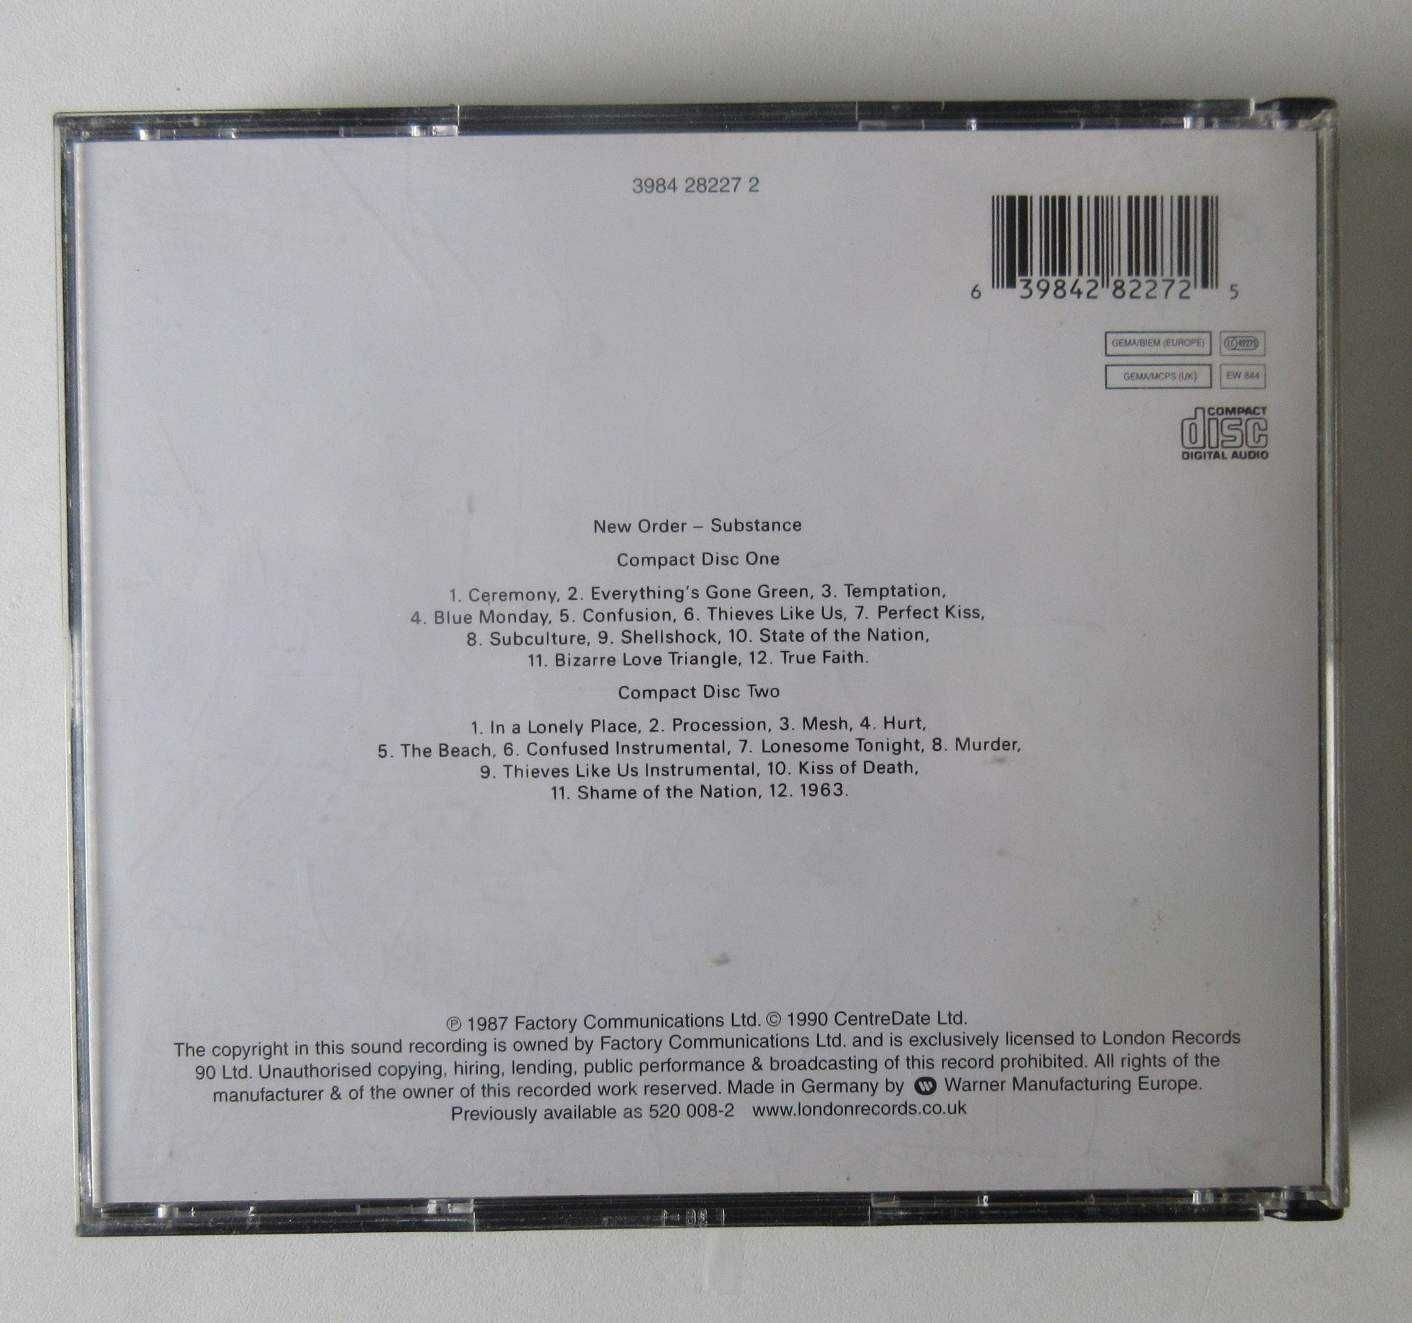 3984 28227 2
6 39842 82272 5
GEMA/BIEM (EUROPE)
GEMA/MCPS (UK)
EW 844
COMPACT
disc
DIGITAL AUDIO
New Order – Substance
Compact Disc One
1. Ceremony, 2. Everything's Gone Green, 3. Temptation,
4. Blue Monday, 5. Confusion, 6. Thieves Like Us, 7. Perfect Kiss,
8. Subculture, 9. Shellshock, 10. State of the Nation,
11. Bizarre Love Triangle, 12. True Faith.
Compact Disc Two
1. In a Lonely Place, 2. Procession, 3. Mesh, 4. Hurt,
5. The Beach, 6. Confused Instrumental, 7. Lonesome Tonight, 8. Murder,
9. Thieves Like Us Instrumental, 10. Kiss of Death,
11. Shame of the Nation, 12. 1963.
℗ 1987 Factory Communications Ltd. © 1990 CentreDate Ltd.
The copyright in this sound recording is owned by Factory Communications Ltd. and is exclusively licensed to London Records
90 Ltd. Unauthorised copying, hiring, lending, public performance & broadcasting of this record prohibited. All rights of the
manufacturer & of the owner of this recorded work reserved. Made in Germany by Warner Manufacturing Europe.
Previously available as 520 008-2 www.londonrecords.co.uk